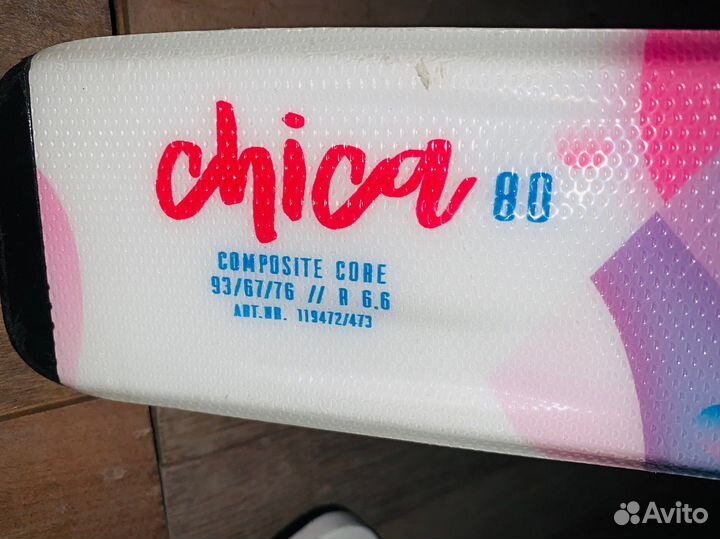 chica 80
COMPOSITE CORE
93/67/76 // R 6.6
ART.NR. 119472/473
Avito